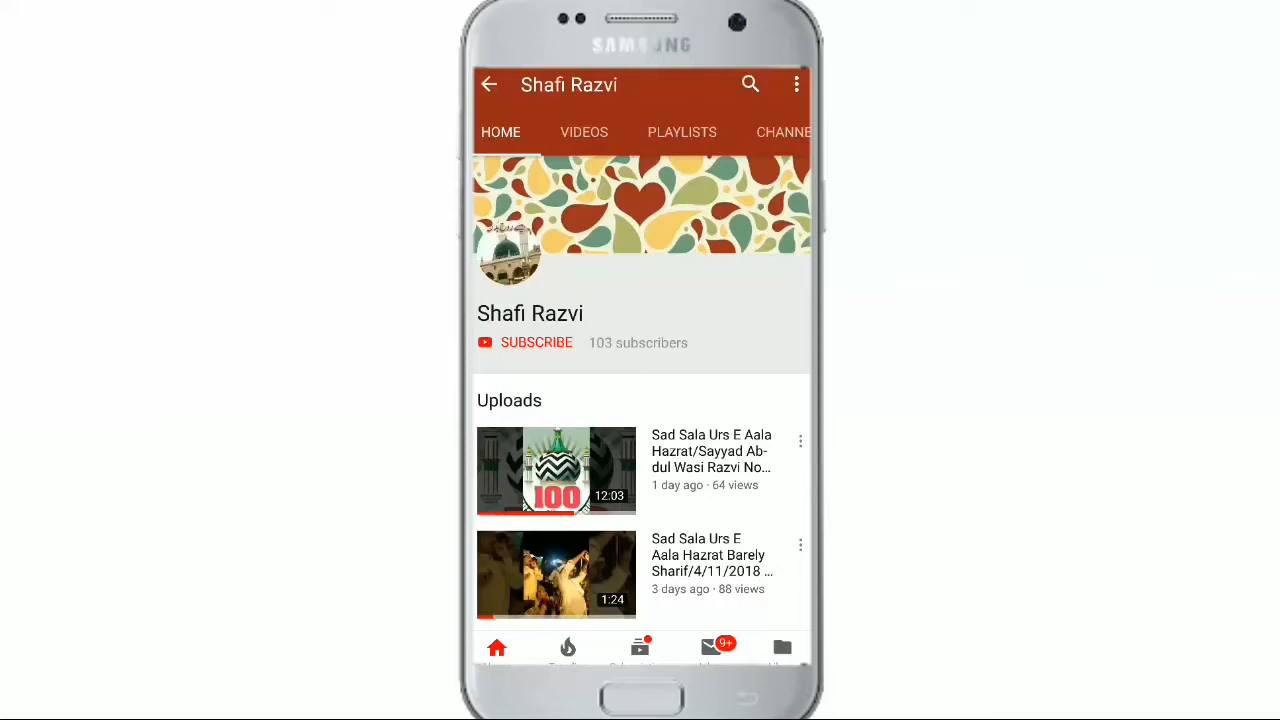 SAMSUNG
Shafi Razvi
HOME VIDEOS PLAYLISTS CHANNE
Shafi Razvi
SUBSCRIBE 103 subscribers
Uploads
Sad Sala Urs E Aala
Hazrat/Sayyad Ab-
dul Wasi Razvi No...
1 day ago · 64 views
100
12:03
Sad Sala Urs E
Aala Hazrat Barely
Sharif/4/11/2018 ...
3 days ago · 88 views
1:24
9+